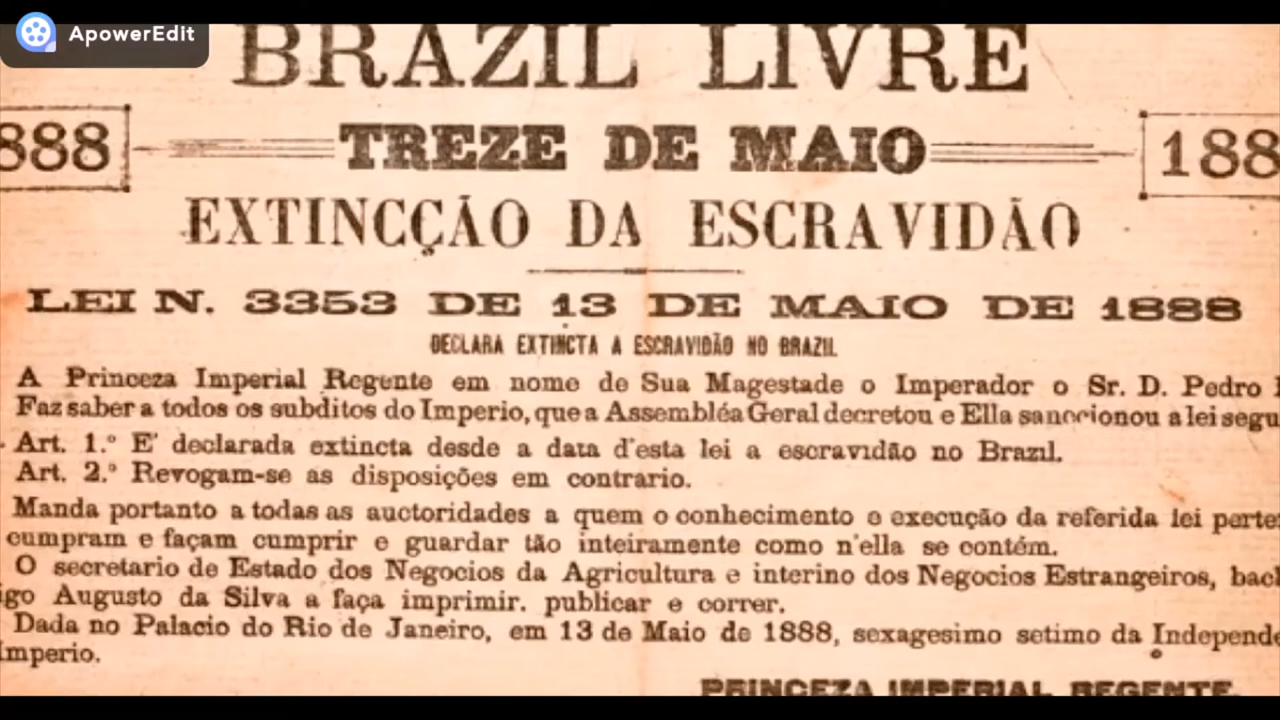 ApowerEdit
BRAZIL LIVRE
888 TREZE DE MAIO 188
EXTINCÇÃO DA ESCRAVIDÃO
LEI N. 3353 DE 13 DE MAIO DE 1888
DECLARA EXTINCTA A ESCRAVIDÃO NO BRAZIL
A Princeza Imperial Regente em nome de Sua Magestade o Imperador o Sr. D. Pedro
Faz saber a todos os subditos do Imperio, que a Assembléa Geral decretou e Ella sanccionou a lei segu
Art. 1.º E' declarada extincta desde a data d'esta lei a escravidão no Brazil.
Art. 2.º Revogam-se as disposições em contrario.
Manda portanto a todas as auctoridades a quem o conhecimento e execução da referida lei perte
cumpram e façam cumprir e guardar tão inteiramente como n'ella se contém.
O secretario de Estado dos Negocios da Agricultura e interino dos Negocios Estrangeiros, bac
igo Augusto da Silva a faça imprimir. publicar e correr.
Dada no Palacio do Rio de Janeiro, em 13 de Maio de 1888, sexagesimo setimo da Independe
Imperio.
PRINCEZA IMPERIAL REGENTE.